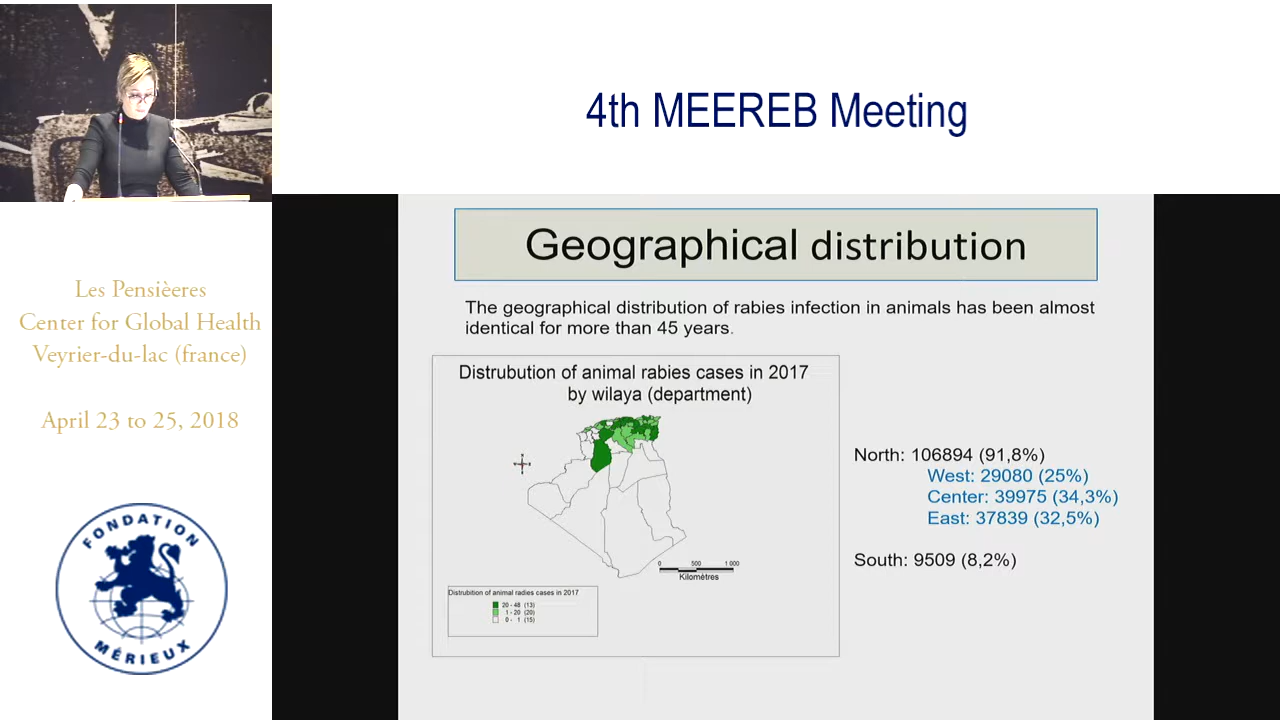 4th MEEREB Meeting
Les Pensièeres
Center for Global Health
Veyrier-du-lac (france)
April 23 to 25, 2018
FONDATION
MÉRIEUX
Geographical distribution
The geographical distribution of rabies infection in animals has been almost
identical for more than 45 years.
Distrubution of animal rabies cases in 2017
by wilaya (department)
0 500 1 000
Kilomètres
Distrubition of animal radies cases in 2017
20 - 48 (13)
1 - 20 (20)
0 - 1 (15)
North: 106894 (91,8%)
West: 29080 (25%)
Center: 39975 (34,3%)
East: 37839 (32,5%)
South: 9509 (8,2%)